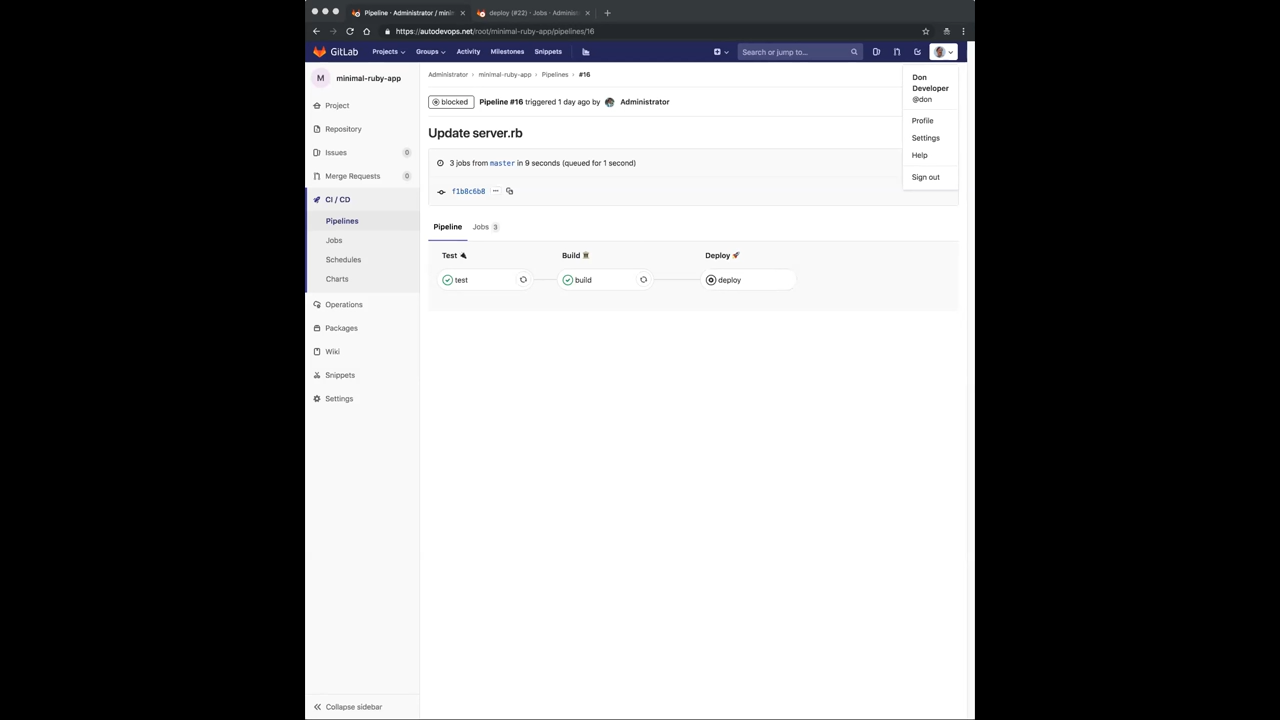 Pipeline · Administrator / mini
deploy (#22) · Jobs · Adminis
https://autodevops.net/root/minimal-ruby-app/pipelines/16
GitLab
Projects
Groups
Activity
Milestones
Snippets
Search or jump to...
M
minimal-ruby-app
Project
Repository
Issues 0
Merge Requests 0
CI / CD
Pipelines
Jobs
Schedules
Charts
Operations
Packages
Wiki
Snippets
Settings
Collapse sidebar
Administrator › minimal-ruby-app › Pipelines › #16
blocked Pipeline #16 triggered 1 day ago by Administrator
Update server.rb
3 jobs from master in 9 seconds (queued for 1 second)
f1b8c6b8 ...
Pipeline Jobs 3
Test Build Deploy
test build deploy
Don
Developer
@don
Profile
Settings
Help
Sign out